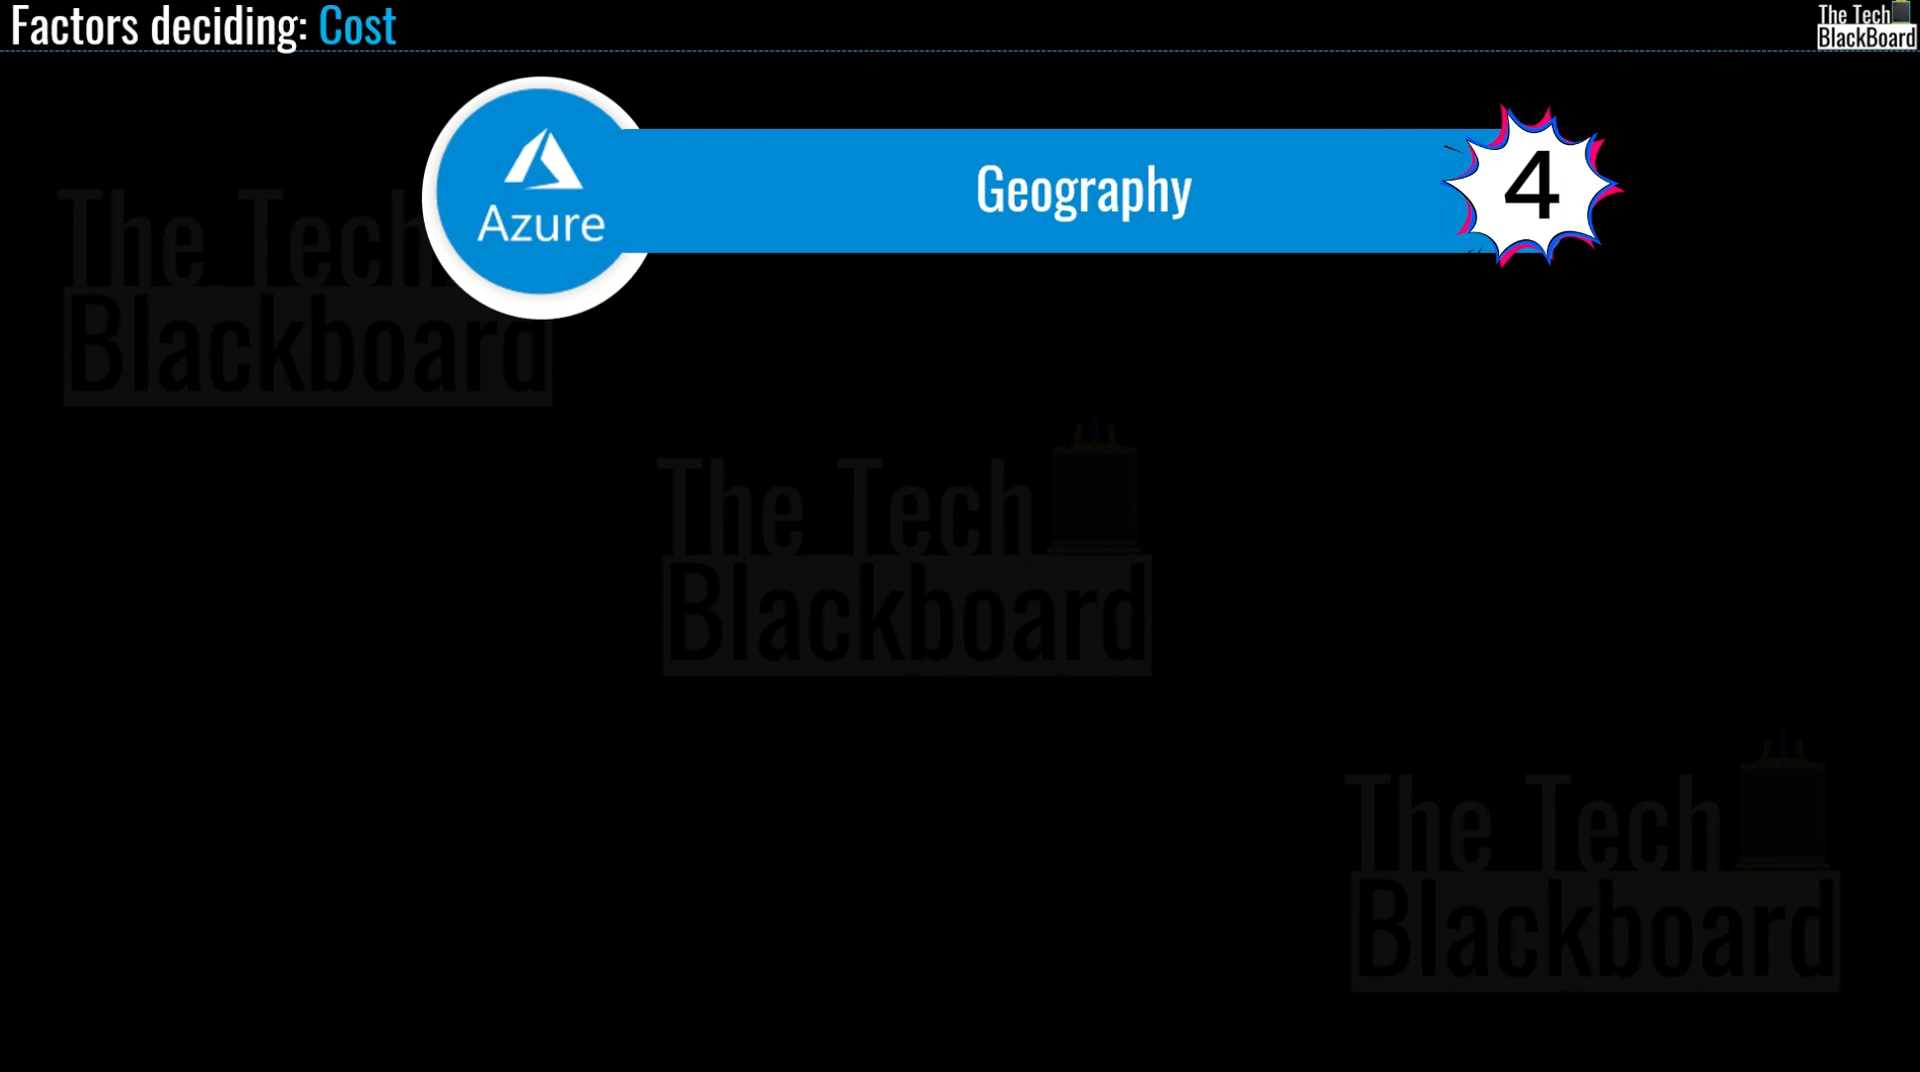 Factors deciding: Cost
The Tech
BlackBoard
Azure
Geography
4
The Tech
Blackboard
The Tech
Blackboard
The Tech
Blackboard